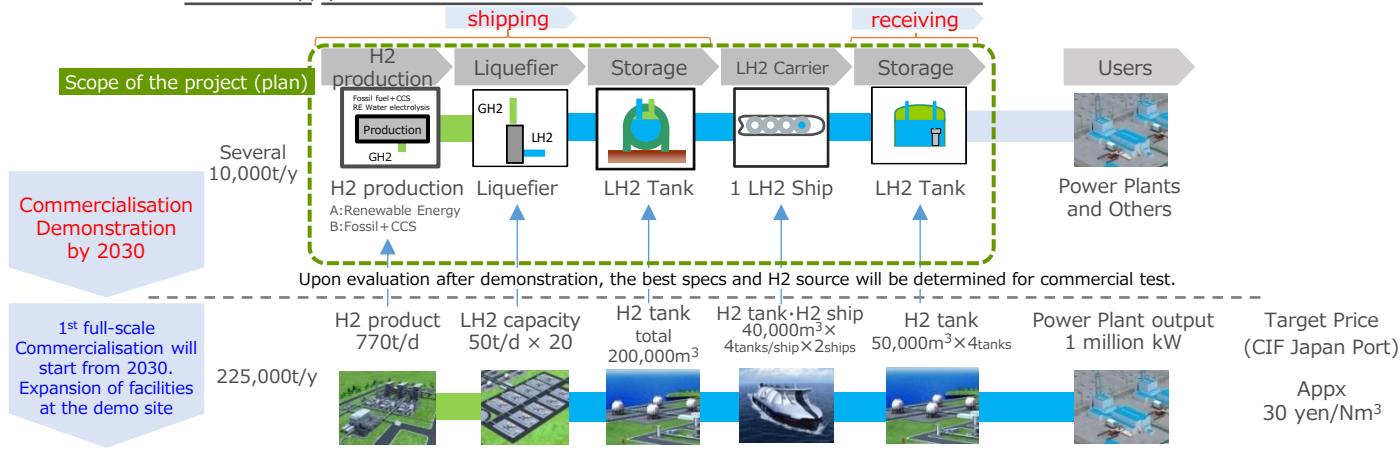 shipping
receiving
Scope of the project (plan)
H2
production
Liquefier
Storage
LH2 Carrier
Storage
Users
Fossil fuel+CCS
RE Water electrolysis
Production
GH2
GH2
LH2
Several
10,000t/y
H2 production
A:Renewable Energy
B:Fossil+CCS
Liquefier
LH2 Tank
1 LH2 Ship
LH2 Tank
Power Plants
and Others
Commercialisation
Demonstration
by 2030
Upon evaluation after demonstration, the best specs and H2 source will be determined for commercial test.
1st full-scale
Commercialisation will
start from 2030.
Expansion of facilities
at the demo site
225,000t/y
H2 product
770t/d
LH2 capacity
50t/d × 20
H2 tank
total
200,000m³
H2 tank･H2 ship
40,000m³×
4tanks/ship×2ships
H2 tank
50,000m³×4tanks
Power Plant output
1 million kW
Target Price
(CIF Japan Port)
Appx
30 yen/Nm³